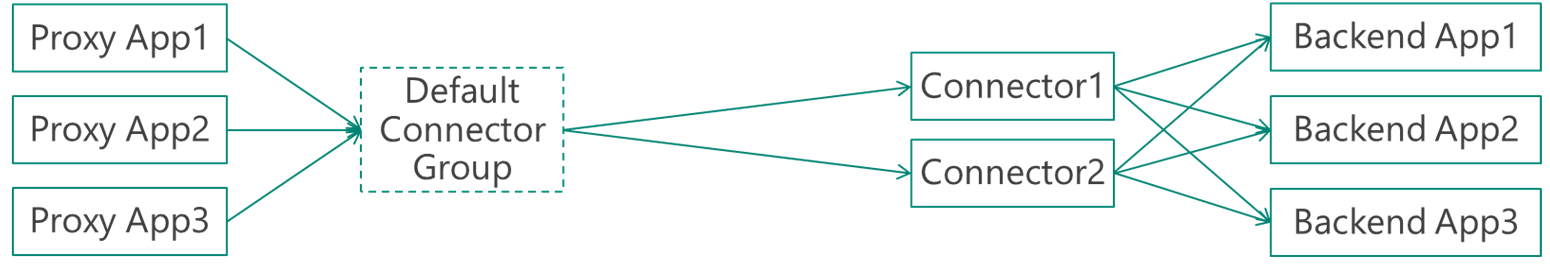 Proxy App1
Proxy App2
Proxy App3
Default
Connector
Group
Connector1
Connector2
Backend App1
Backend App2
Backend App3